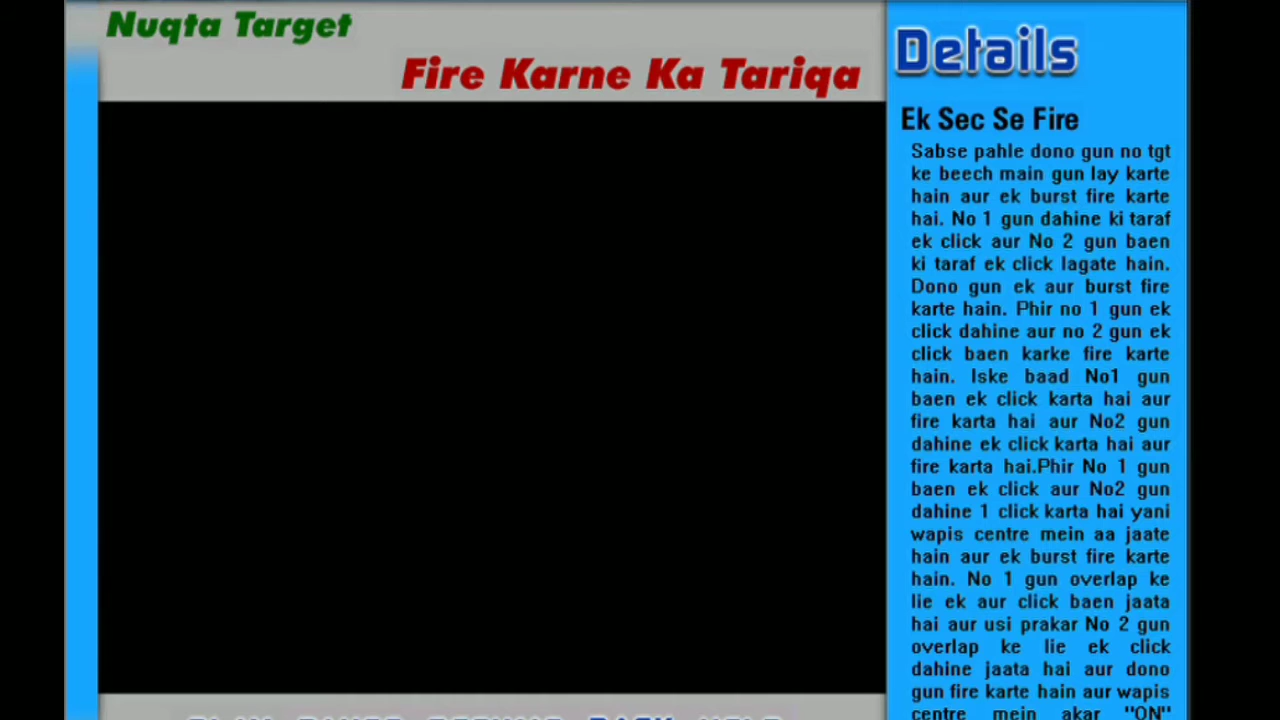 Nuqta Target
Fire Karne Ka Tariqa
Details
Ek Sec Se Fire
Sabse pahle dono gun no tgt
ke beech main gun lay karte
hain aur ek burst fire karte
hai. No 1 gun dahine ki taraf
ek click aur No 2 gun baen
ki taraf ek click lagate hain.
Dono gun ek aur burst fire
karte hain. Phir no 1 gun ek
click dahine aur no 2 gun ek
click baen karke fire karte
hain. Iske baad No1 gun
baen ek click karta hai aur
fire karta hai aur No2 gun
dahine ek click karta hai aur
fire karta hai.Phir No 1 gun
baen ek click aur No2 gun
dahine 1 click karta hai yani
wapis centre mein aa jaate
hain aur ek burst fire karte
hain. No 1 gun overlap ke
lie ek aur click baen jaata
hai aur usi prakar No 2 gun
overlap ke lie ek click
dahine jaata hai aur dono
gun fire karte hain aur wapis
centre mein akar "ON"